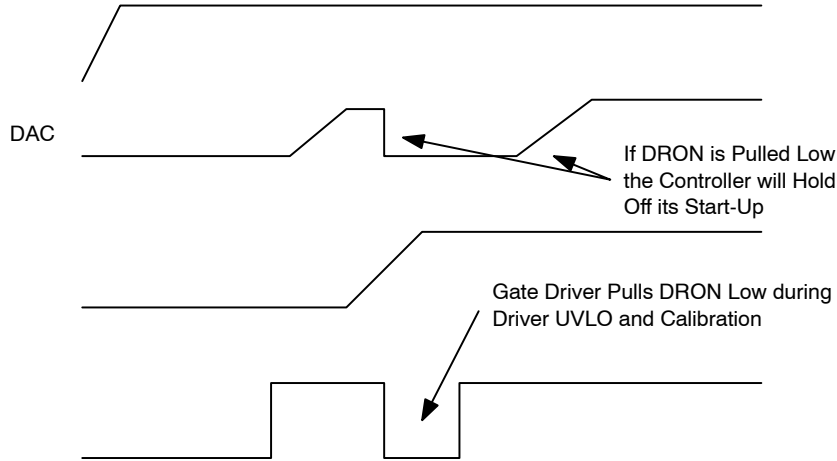 DAC
If DRON is Pulled Low
the Controller will Hold
Off its Start-Up
Gate Driver Pulls DRON Low during
Driver UVLO and Calibration